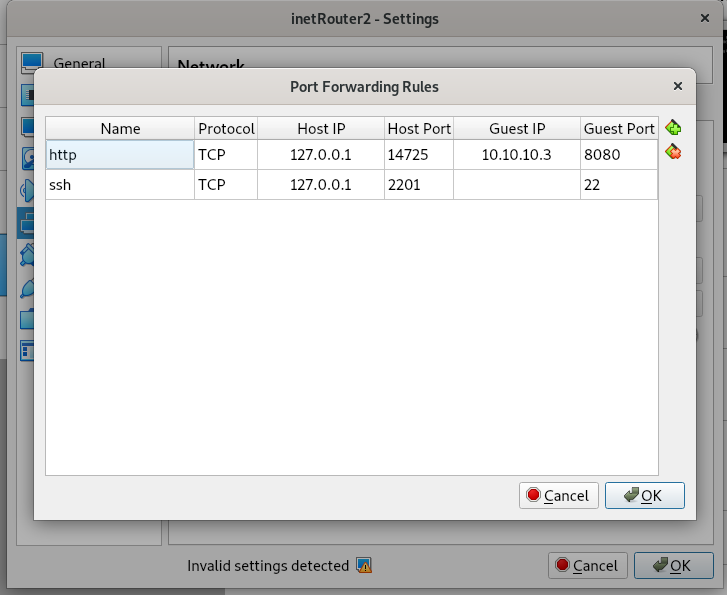 inetRouter2 - Settings
General
Network
Port Forwarding Rules
Name Protocol Host IP Host Port Guest IP Guest Port
http TCP 127.0.0.1 14725 10.10.10.3 8080
ssh TCP 127.0.0.1 2201 22
Cancel OK
Invalid settings detected Cancel OK